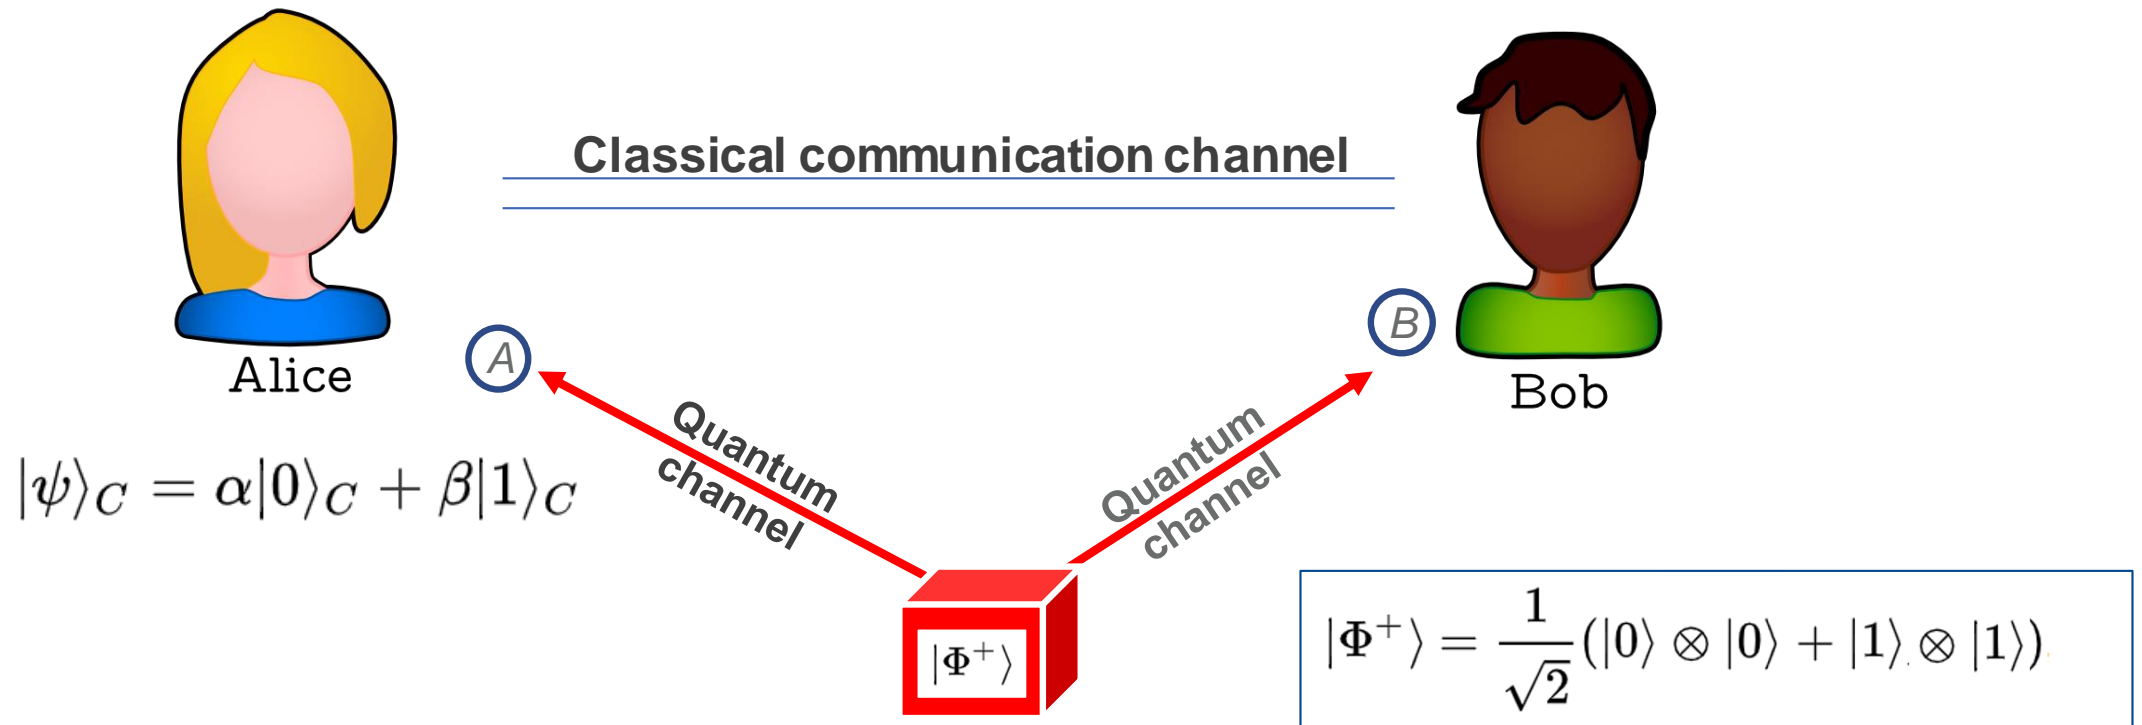 Classical communication channel
A
B
Alice
Bob
Quantum
channel
Quantum
channel
|ψ⟩_C = α|0⟩_C + β|1⟩_C
|Φ⁺⟩
|Φ⁺⟩ = 1/√2 (|0⟩ ⊗ |0⟩ + |1⟩ ⊗ |1⟩)